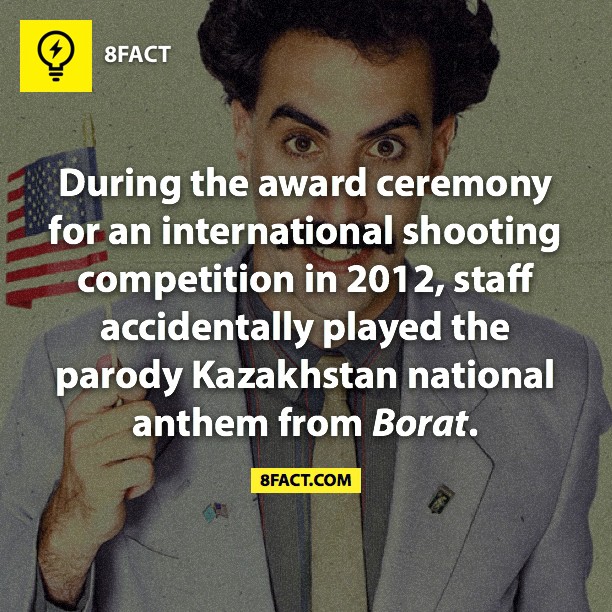 8FACT
During the award ceremony
for an international shooting
competition in 2012, staff
accidentally played the
parody Kazakhstan national
anthem from Borat.
8FACT.COM